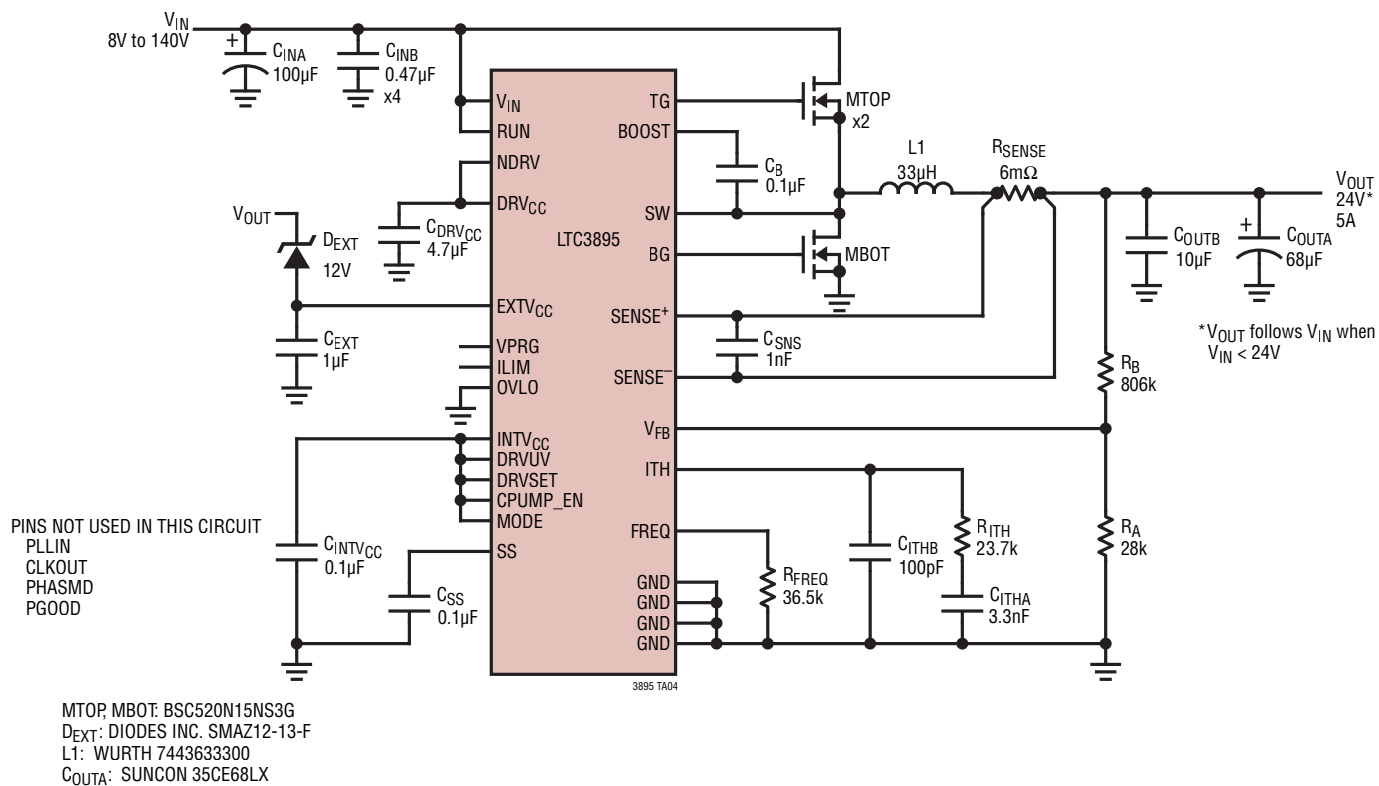 VIN
8V to 140V
+
CINA
100µF
CINB
0.47µF
x4
VIN
RUN
NDRV
DRVCC
CDRVCC
4.7µF
VOUT
DEXT
12V
EXTVCC
CEXT
1µF
VPRG
ILIM
OVLO
INTVCC
DRVUV
DRVSET
CPUMP_EN
MODE
SS
CINTVCC
0.1µF
CSS
0.1µF
PINS NOT USED IN THIS CIRCUIT
PLLIN
CLKOUT
PHASMD
PGOOD
LTC3895
TG
BOOST
SW
BG
SENSE+
SENSE–
VFB
ITH
FREQ
GND
GND
GND
GND
MTOP
x2
CB
0.1µF
MBOT
L1
33µH
RSENSE
6mΩ
VOUT
24V*
5A
COUTB
10µF
+
COUTA
68µF
*VOUT follows VIN when
VIN < 24V
CSNS
1nF
RB
806k
RA
28k
RFREQ
36.5k
CITHB
100pF
RITH
23.7k
CITHA
3.3nF
3895 TA04
MTOP, MBOT: BSC520N15NS3G
DEXT: DIODES INC. SMAZ12-13-F
L1: WURTH 7443633300
COUTA: SUNCON 35CE68LX